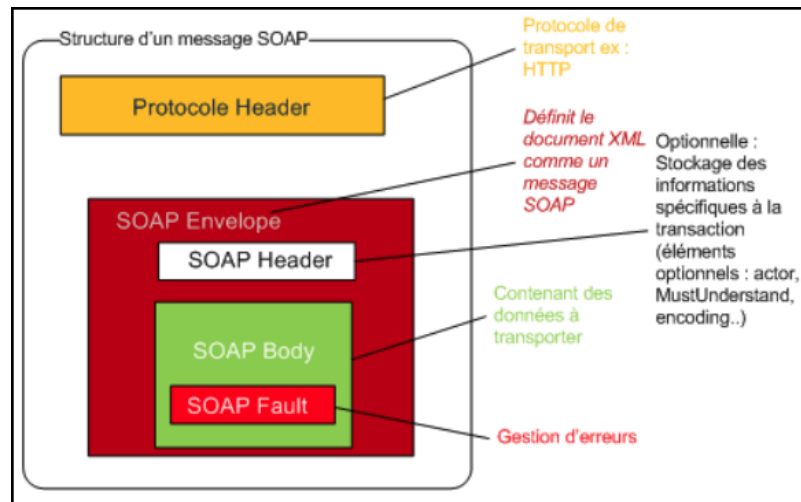 Structure d'un message SOAP
Protocole de
transport ex :
HTTP
Protocole Header
Définit le
document XML
comme un
message
SOAP
Optionnelle :
Stockage des
informations
spécifiques à la
transaction
(éléments
optionnels : actor,
MustUnderstand,
encoding..)
SOAP Envelope
SOAP Header
Contenant des
données à
transporter
SOAP Body
SOAP Fault
Gestion d'erreurs